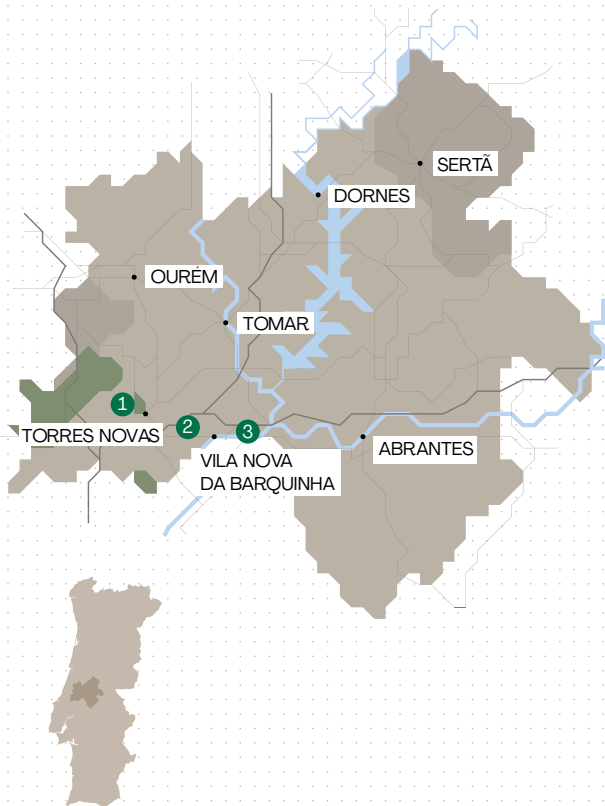 SERTÃ
DORNES
OURÉM
TOMAR
1
TORRES NOVAS
2
3
VILA NOVA
DA BARQUINHA
ABRANTES